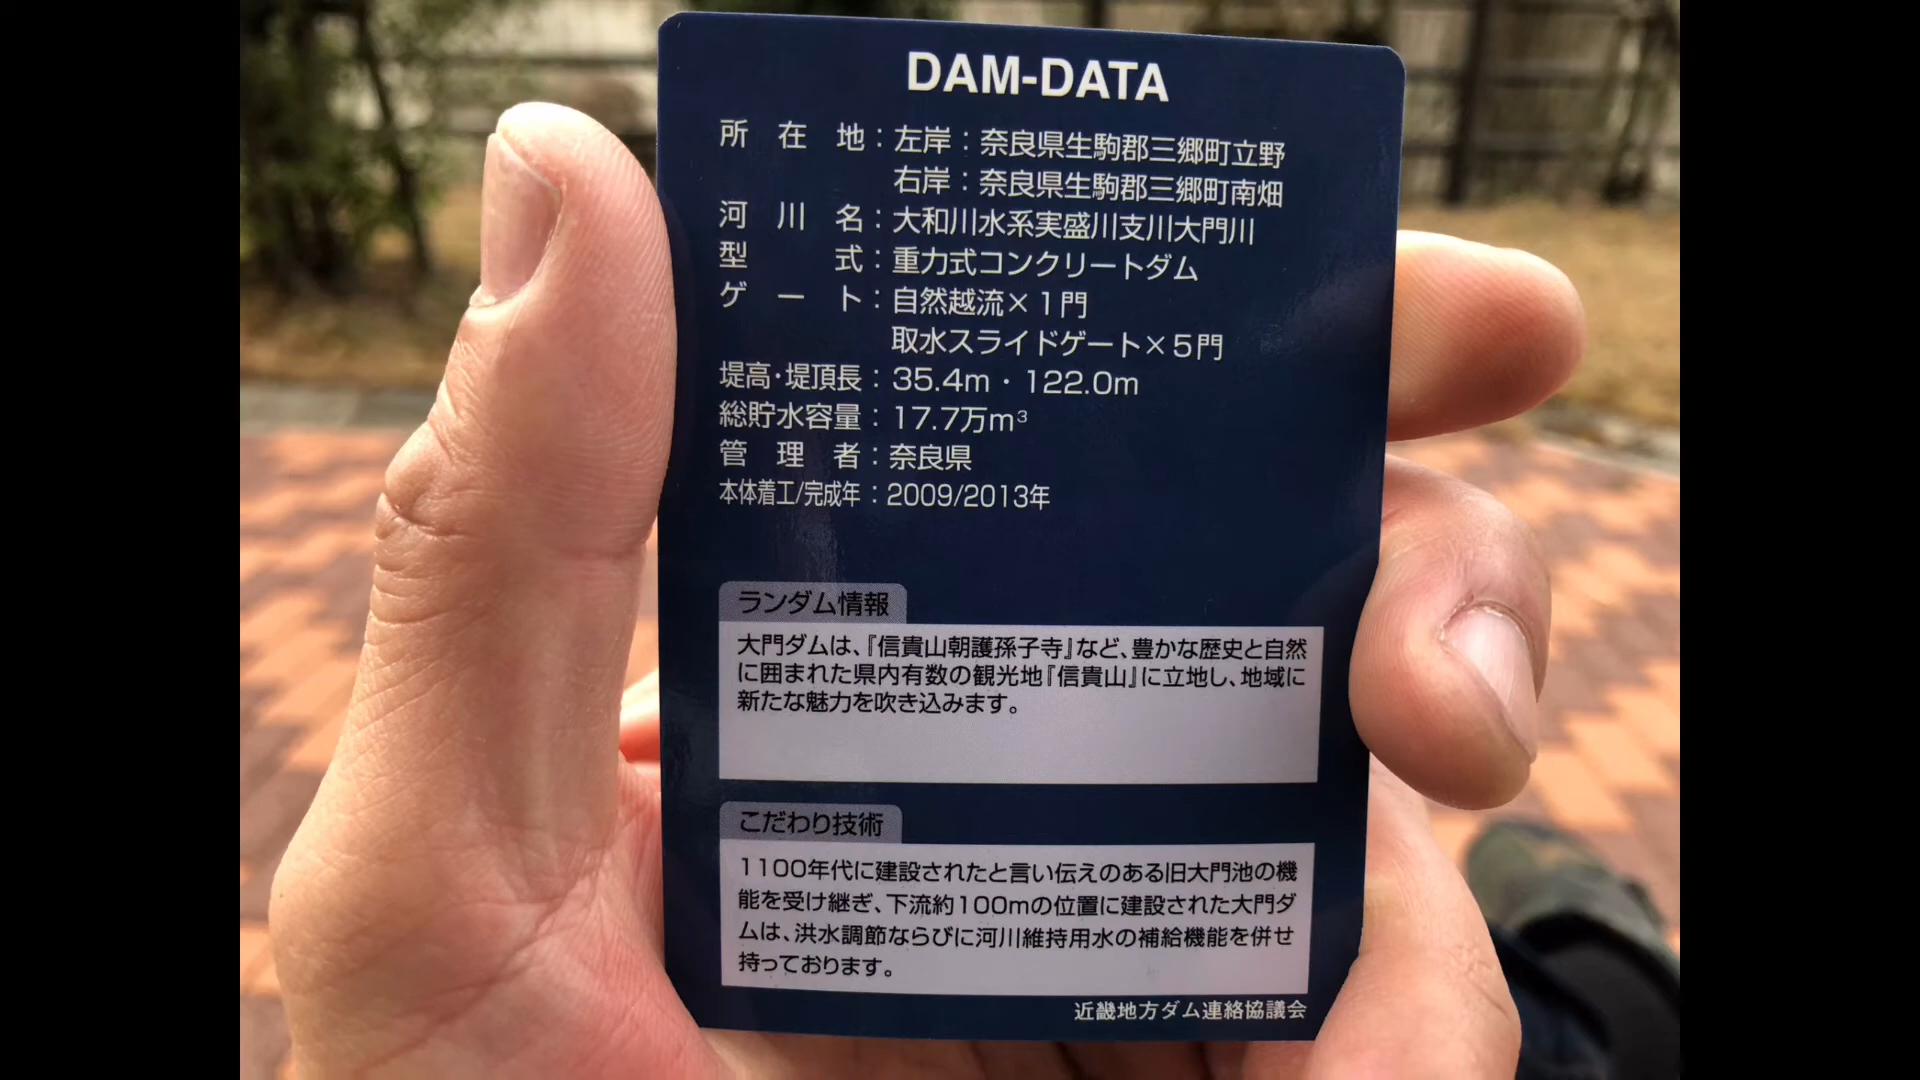 DAM-DATA
所在地：左岸：奈良県生駒郡三郷町立野
右岸：奈良県生駒郡三郷町南畑
河川名：大和川水系実盛川支川大門川
型式：重力式コンクリートダム
ゲート：自然越流×1門
取水スライドゲート×5門
堤高・堤頂長：35.4m・122.0m
総貯水容量：17.7万m³
管理者：奈良県
本体着工/完成年：2009/2013年
ランダム情報
大門ダムは、『信貴山朝護孫子寺』など、豊かな歴史と自然
に囲まれた県内有数の観光地『信貴山』に立地し、地域に
新たな魅力を吹き込みます。
こだわり技術
1100年代に建設されたと言い伝えのある旧大門池の機
能を受け継ぎ、下流約100mの位置に建設された大門ダ
ムは、洪水調節ならびに河川維持用水の補給機能を併せ
持っております。
近畿地方ダム連絡協議会